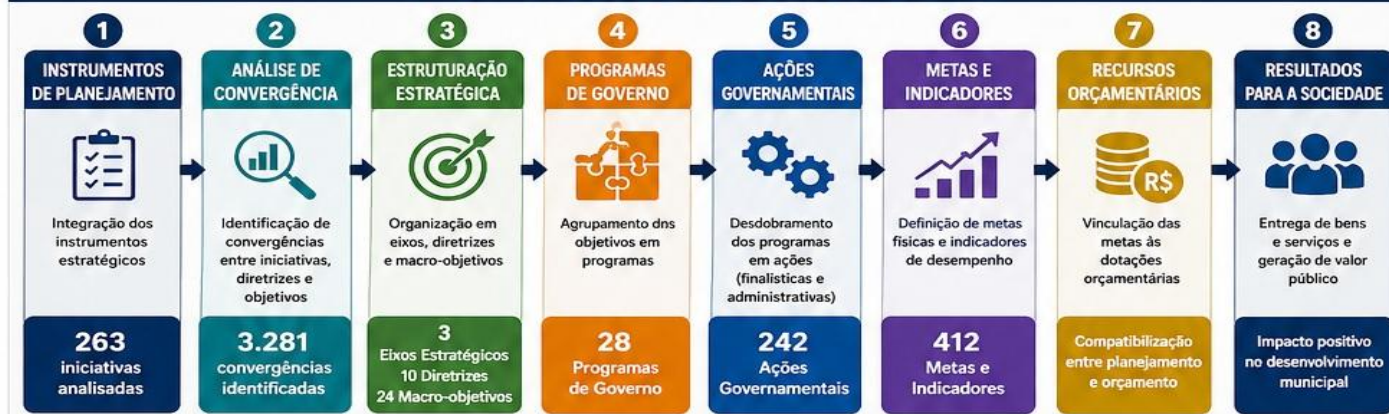 1
INSTRUMENTOS
DE PLANEJAMENTO
Integração dos
instrumentos
estratégicos
263
iniciativas
analisadas
2
ANÁLISE DE
CONVERGÊNCIA
Identificação de
convergências
entre iniciativas,
diretrizes e
objetivos
3.281
convergências
identificadas
3
ESTRUTURAÇÃO
ESTRATÉGICA
Organização em
eixos, diretrizes
e macro-objetivos
3
Eixos Estratégicos
10 Diretrizes
24 Macro-objetivos
4
PROGRAMAS
DE GOVERNO
Agrupamento dns
objetivos em
programas
28
Programas
de Governo
5
AÇÕES
GOVERNAMENTAIS
Desdobramento
dos programas
em ações
(finalísticas e
administrativas)
242
Ações
Governamentais
6
METAS E
INDICADORES
Definição de metas
físicas e indicadores
de desempenho
412
Metas e
Indicadores
7
RECURSOS
ORÇAMENTÁRIOS
R$
Vinculação das
metas às
dotações
orçamentárias
Compatibilização
entre planejamento
e orçamento
8
RESULTADOS
PARA A SOCIEDADE
Entrega de bens
e serviços e
geração de valor
público
Impacto positivo
no desenvolvimento
municipal